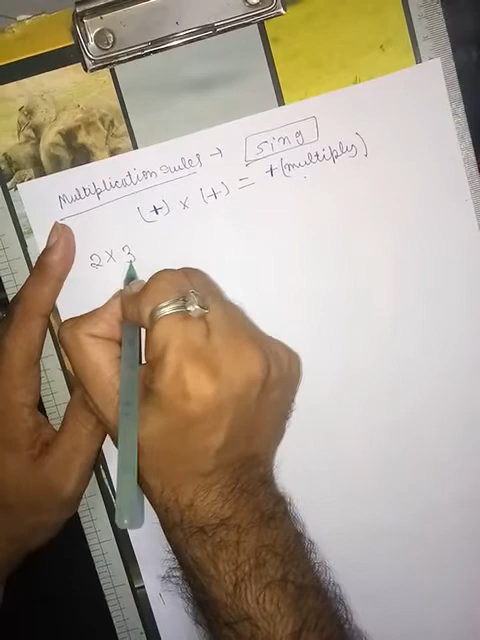 Multiplication rules → sing
(+) × (+) = + (multiply)
2 × 3